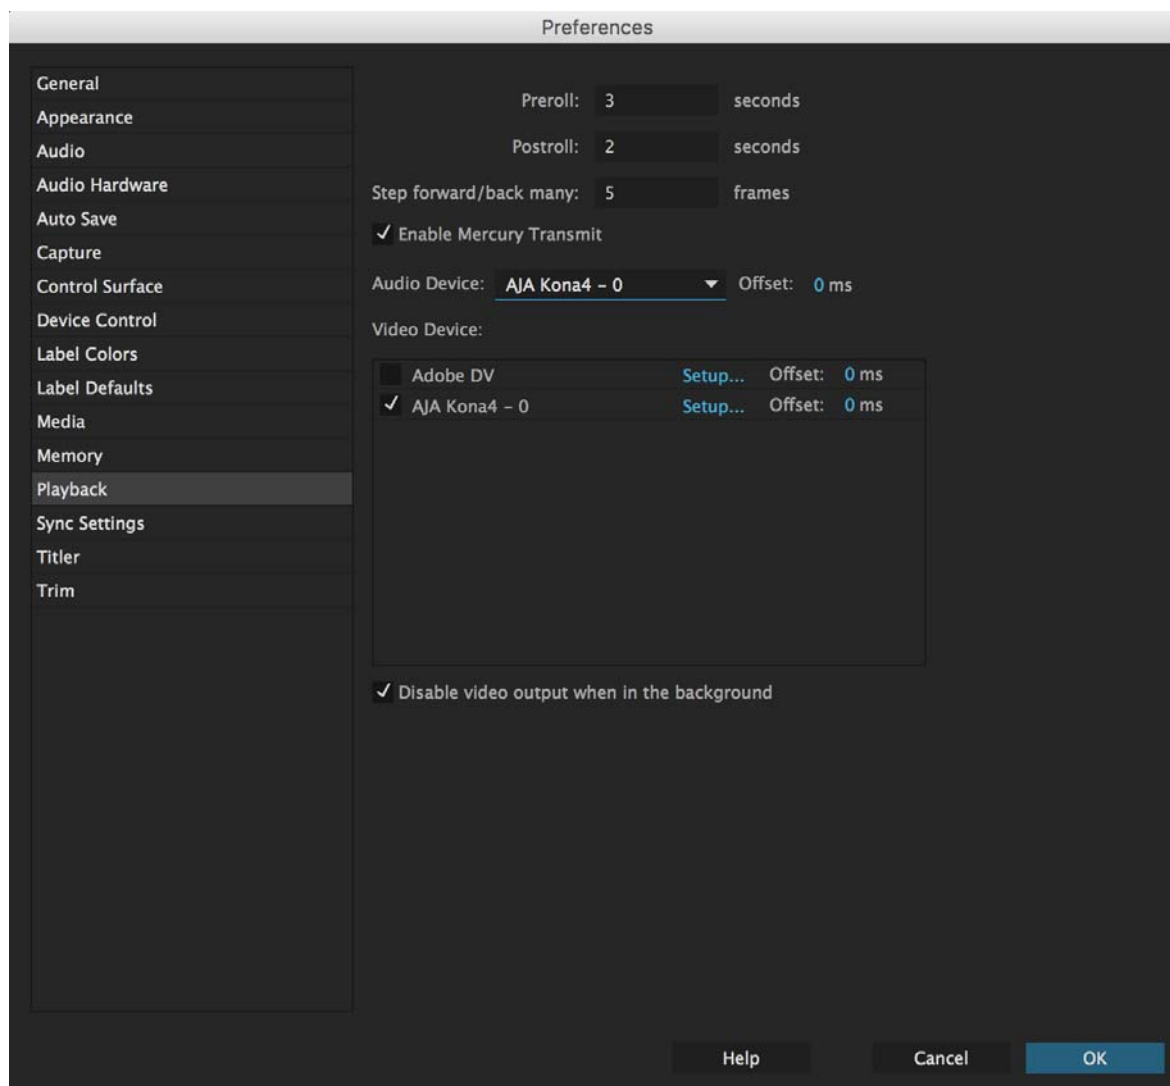 Preferences
General
Appearance
Audio
Audio Hardware
Auto Save
Capture
Control Surface
Device Control
Label Colors
Label Defaults
Media
Memory
Playback
Sync Settings
Titler
Trim
Preroll: 3 seconds
Postroll: 2 seconds
Step forward/back many: 5 frames
Enable Mercury Transmit
Audio Device: AJA Kona4 – 0 Offset: 0 ms
Video Device:
Adobe DV Setup... Offset: 0 ms
AJA Kona4 – 0 Setup... Offset: 0 ms
Disable video output when in the background
Help Cancel OK